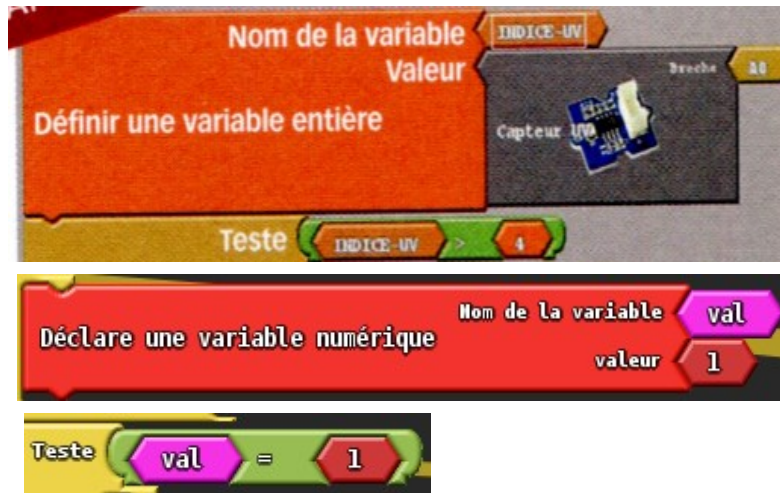 Nom de la variable INDICE-UV
Valeur Broche A0
Définir une variable entière
Capteur UV
Teste INDICE-UV > 4
Nom de la variable val
Déclare une variable numérique
valeur 1
Teste val = 1